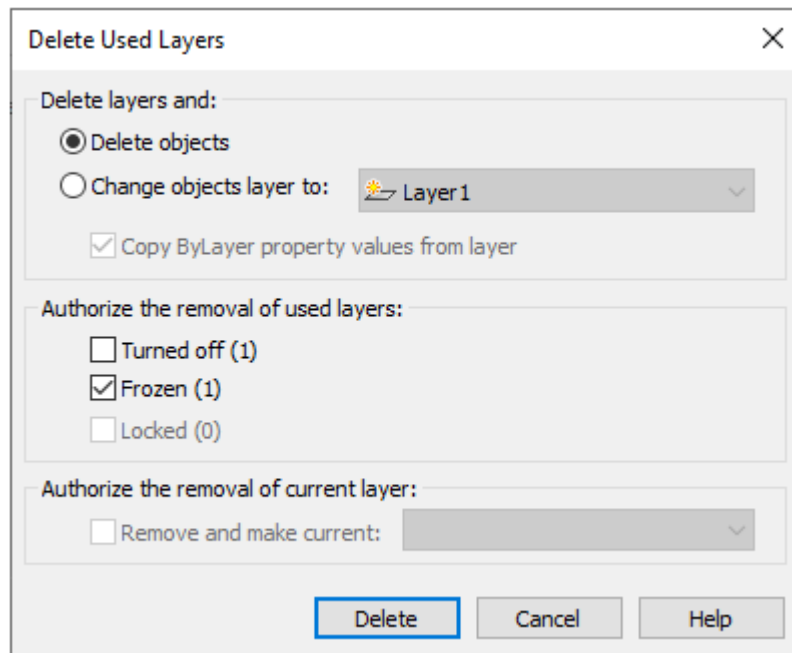 Delete Used Layers
Delete layers and:
Delete objects
Change objects layer to: Layer1
Copy ByLayer property values from layer
Authorize the removal of used layers:
Turned off (1)
Frozen (1)
Locked (0)
Authorize the removal of current layer:
Remove and make current:
Delete Cancel Help